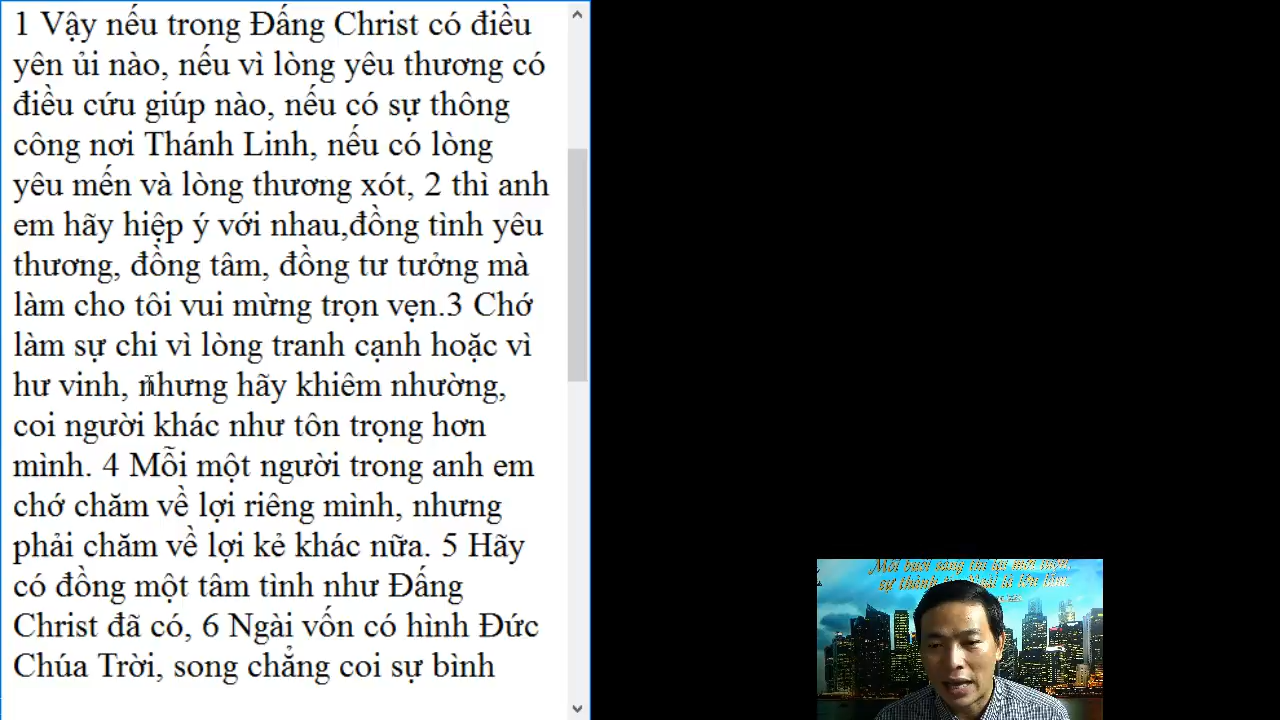 1 Vậy nếu trong Đấng Christ có điều
yên ủi nào, nếu vì lòng yêu thương có
điều cứu giúp nào, nếu có sự thông
công nơi Thánh Linh, nếu có lòng
yêu mến và lòng thương xót, 2 thì anh
em hãy hiệp ý với nhau,đồng tình yêu
thương, đồng tâm, đồng tư tưởng mà
làm cho tôi vui mừng trọn vẹn.3 Chớ
làm sự chi vì lòng tranh cạnh hoặc vì
hư vinh, nhưng hãy khiêm nhường,
coi người khác như tôn trọng hơn
mình. 4 Mỗi một người trong anh em
chớ chăm về lợi riêng mình, nhưng
phải chăm về lợi kẻ khác nữa. 5 Hãy
có đồng một tâm tình như Đấng
Christ đã có, 6 Ngài vốn có hình Đức
Chúa Trời, song chẳng coi sự bình